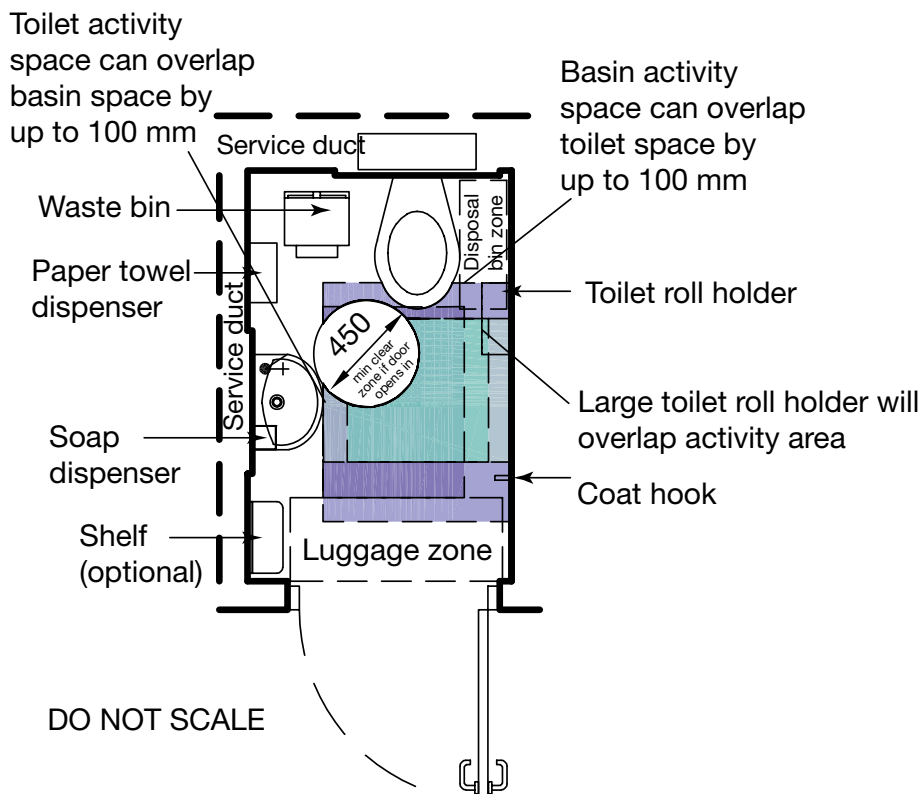 Toilet activity
space can overlap
basin space by
up to 100 mm
Basin activity
space can overlap
toilet space by
up to 100 mm
Service duct
Waste bin
Disposal
bin zone
Paper towel
dispenser
Toilet roll holder
Service duct
450
min clear
zone if door
opens in
Large toilet roll holder will
overlap activity area
Soap
dispenser
Coat hook
Shelf
(optional)
Luggage zone
DO NOT SCALE